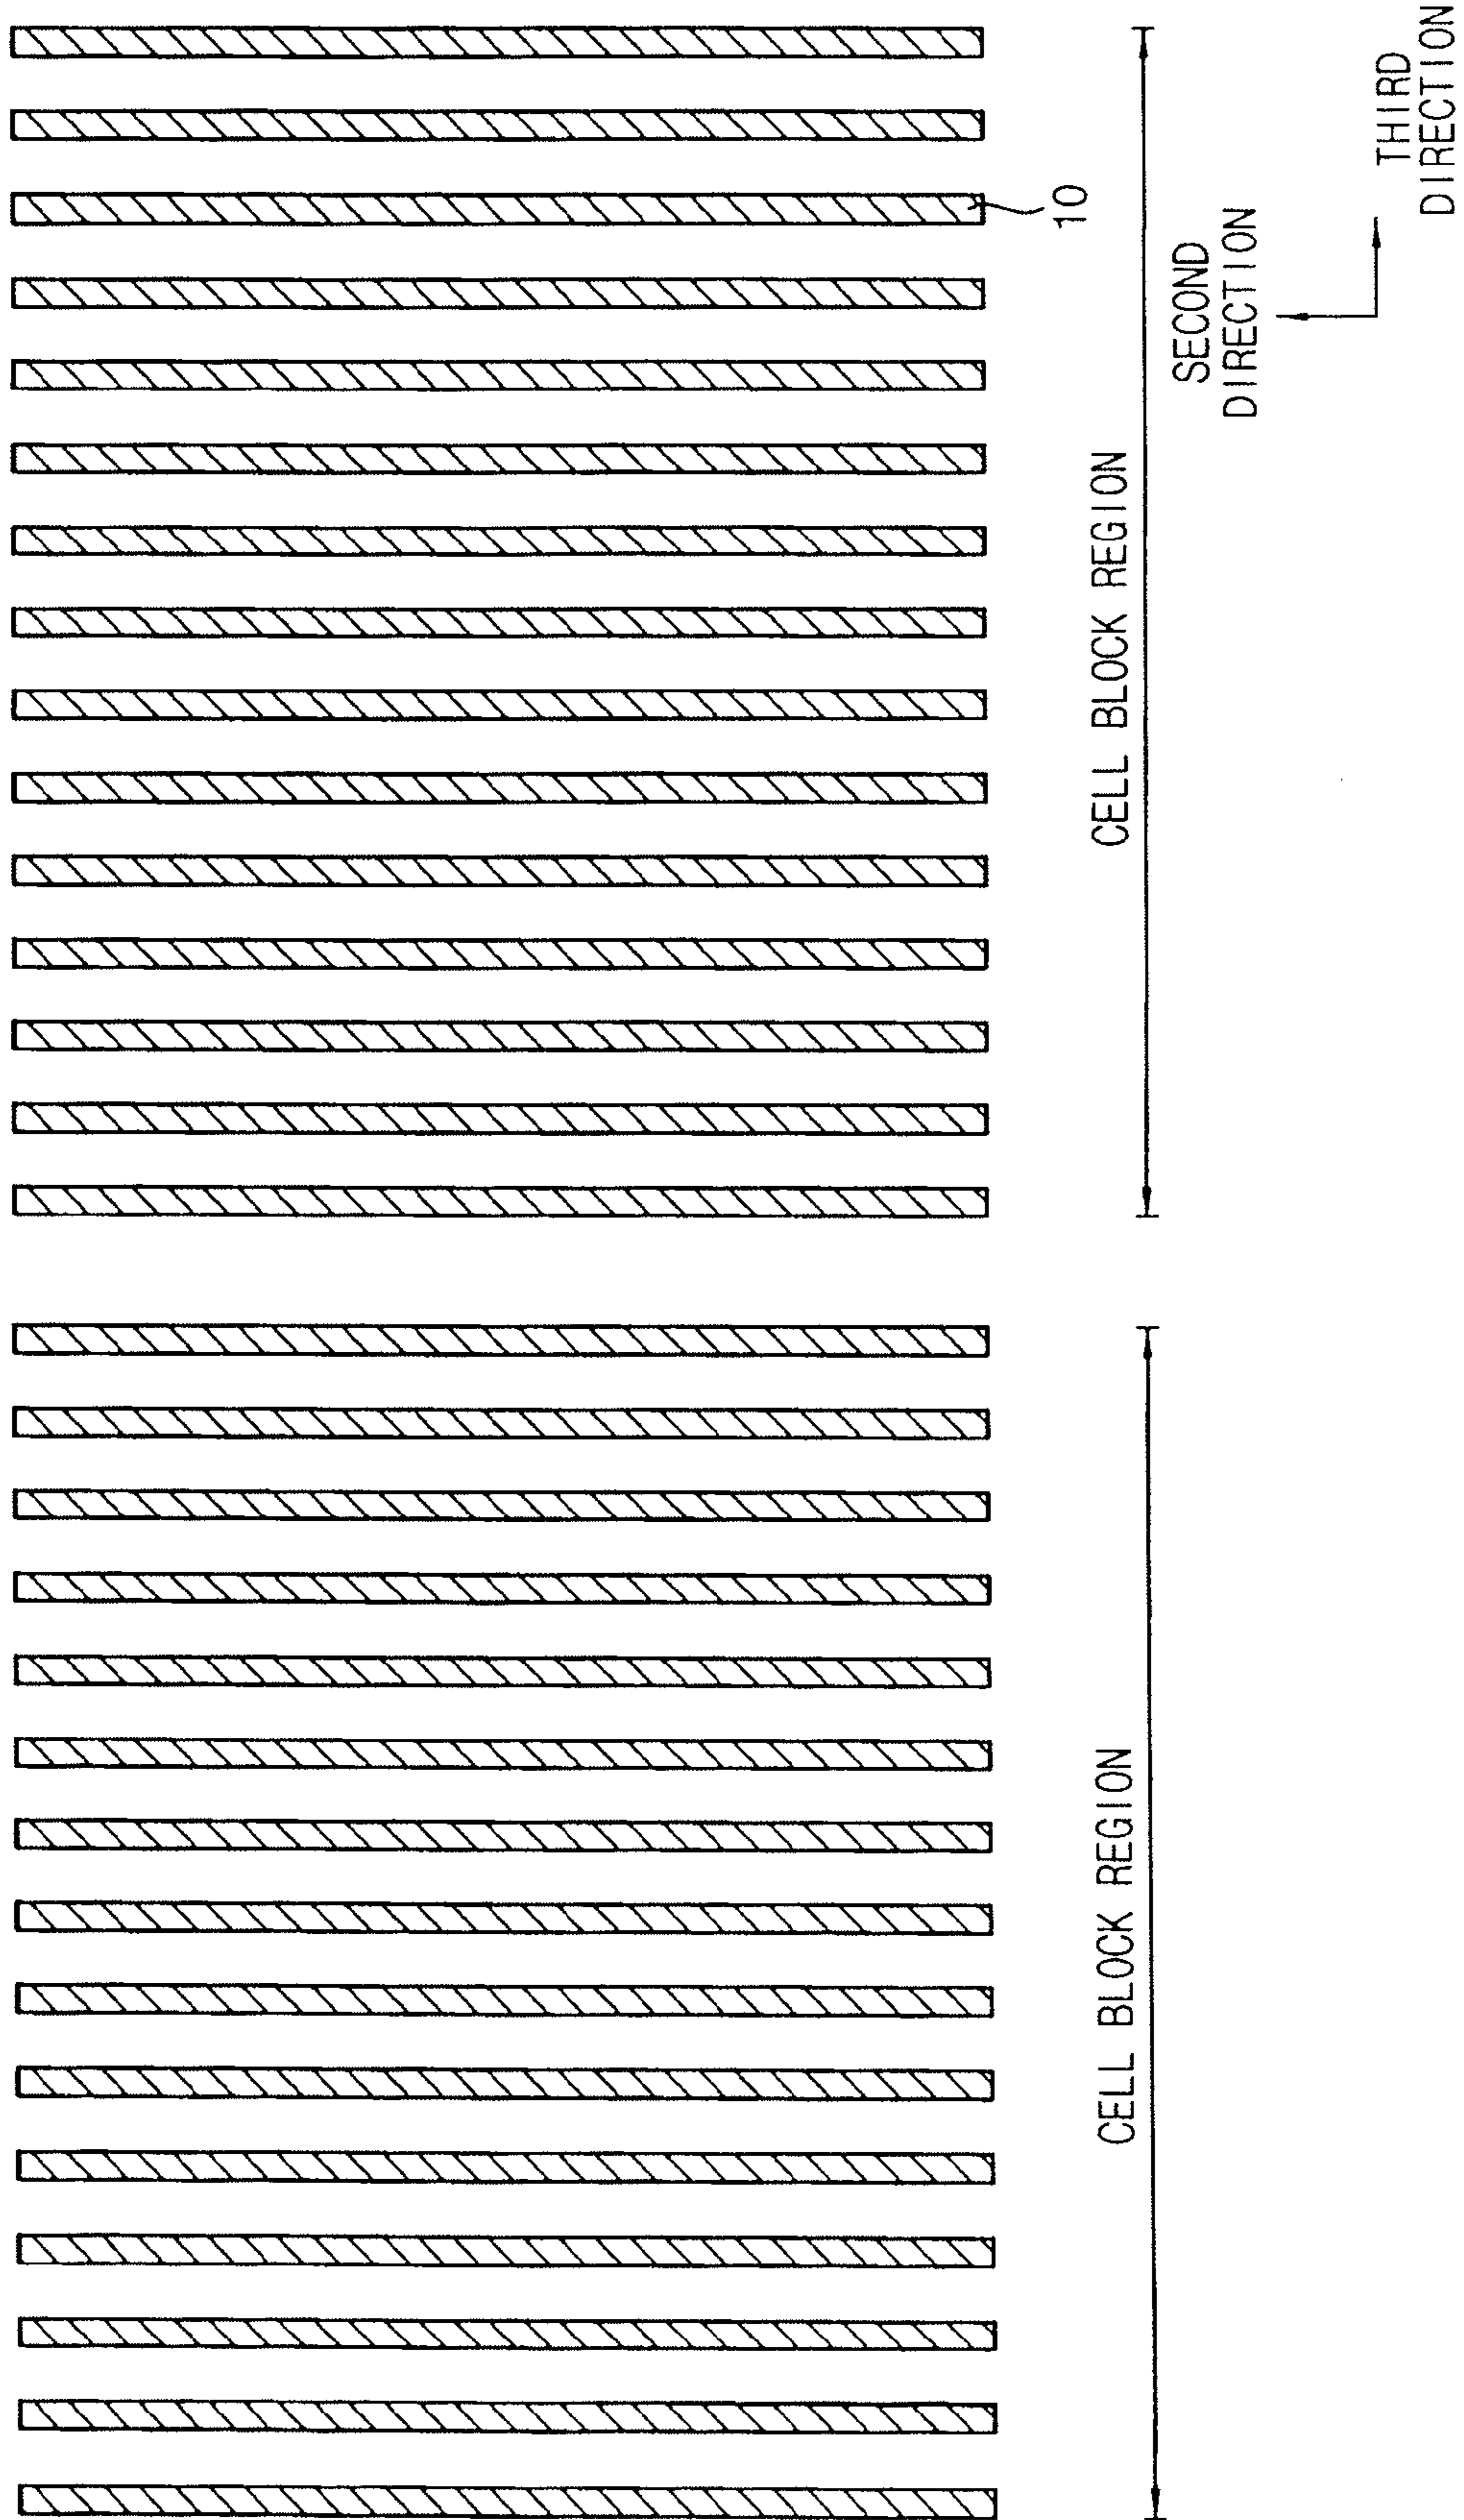 10
CELL BLOCK REGION
CELL BLOCK REGION
SECOND
DIRECTION
THIRD
DIRECTION